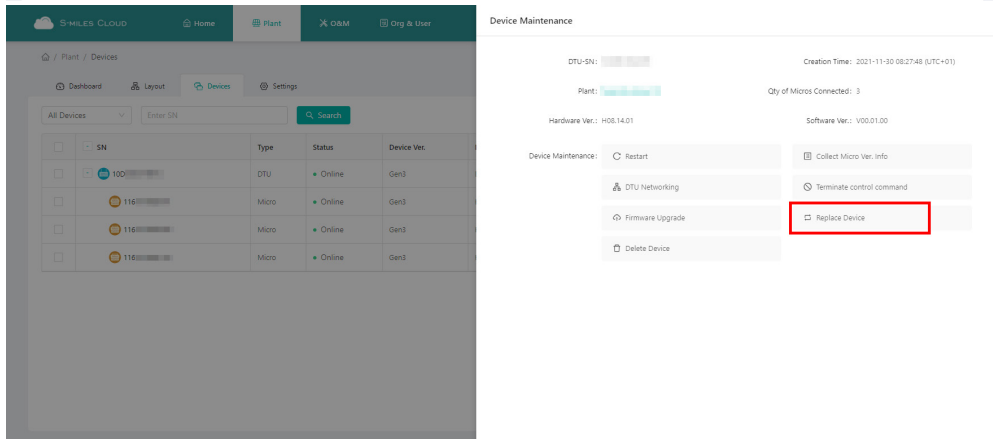 S-MILES CLOUD
Home
Plant
O&M
Org & User
/ Plant / Devices
Dashboard
Layout
Devices
Settings
All Devices
Enter SN
Search
SN
Type
Status
Device Ver.
10D
DTU
Online
Gen3
116
Micro
Online
Gen3
116
Micro
Online
Gen3
116
Micro
Online
Gen3
Device Maintenance
DTU-SN:
Creation Time: 2021-11-30 08:27:48 (UTC+01)
Plant:
Qty of Micros Connected: 3
Hardware Ver.: H08.14.01
Software Ver.: V00.01.00
Device Maintenance:
Restart
Collect Micro Ver. Info
DTU Networking
Terminate control command
Firmware Upgrade
Replace Device
Delete Device